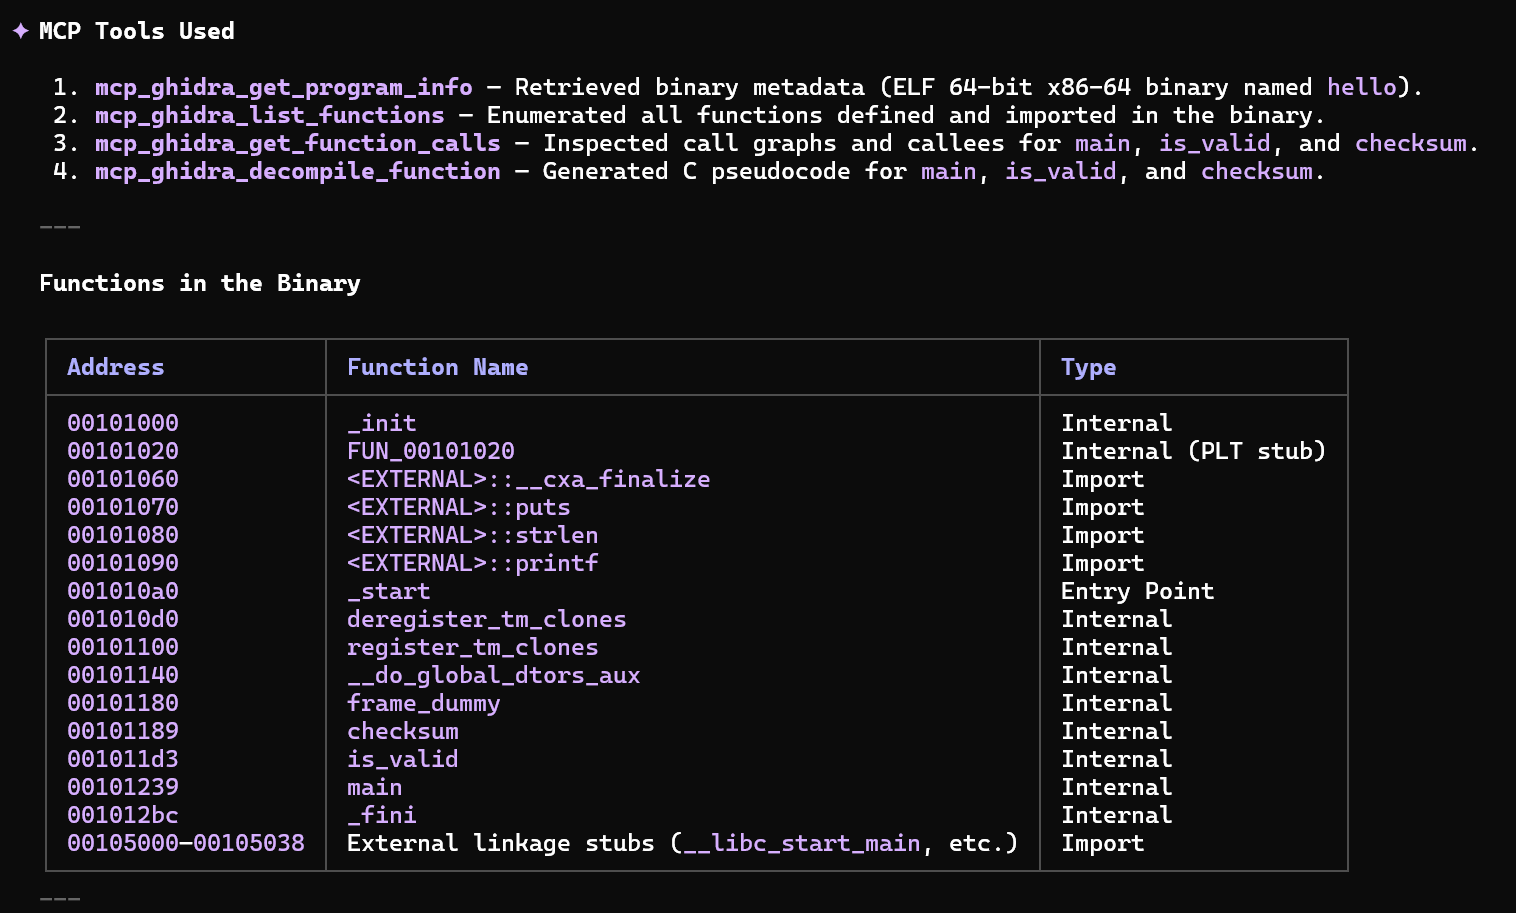 ✦ MCP Tools Used
1. mcp_ghidra_get_program_info — Retrieved binary metadata (ELF 64-bit x86-64 binary named hello).
2. mcp_ghidra_list_functions — Enumerated all functions defined and imported in the binary.
3. mcp_ghidra_get_function_calls — Inspected call graphs and callees for main, is_valid, and checksum.
4. mcp_ghidra_decompile_function — Generated C pseudocode for main, is_valid, and checksum.
---
Functions in the Binary
Address Function Name Type
00101000 _init Internal
00101020 FUN_00101020 Internal (PLT stub)
00101060 <EXTERNAL>::__cxa_finalize Import
00101070 <EXTERNAL>::puts Import
00101080 <EXTERNAL>::strlen Import
00101090 <EXTERNAL>::printf Import
001010a0 _start Entry Point
001010d0 deregister_tm_clones Internal
00101100 register_tm_clones Internal
00101140 __do_global_dtors_aux Internal
00101180 frame_dummy Internal
00101189 checksum Internal
001011d3 is_valid Internal
00101239 main Internal
001012bc _fini Internal
00105000–00105038 External linkage stubs (__libc_start_main, etc.) Import
---